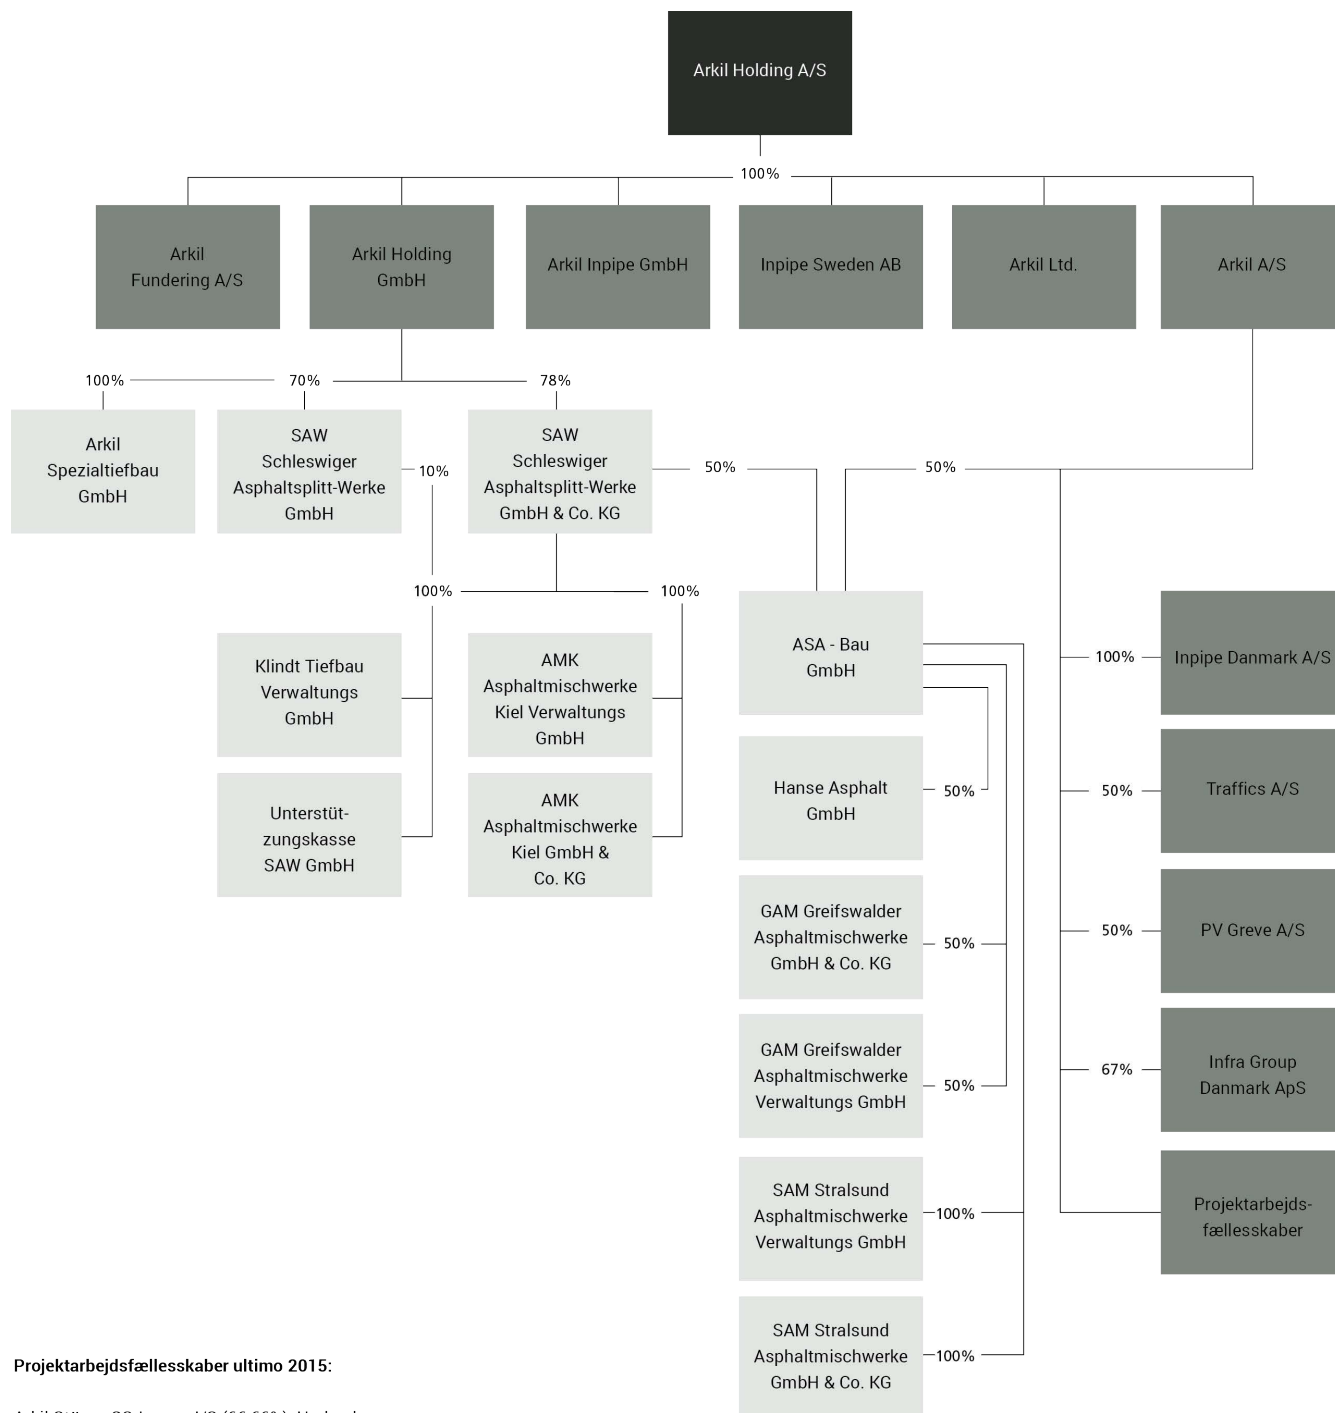 Arkil Holding A/S
100%
Arkil
Fundering A/S
Arkil Holding
GmbH
Arkil Inpipe GmbH
Inpipe Sweden AB
Arkil Ltd.
Arkil A/S
100%
70%
78%
Arkil
Spezialtiefbau
GmbH
SAW
Schleswiger
Asphaltsplitt-Werke
GmbH
10%
SAW
Schleswiger
Asphaltsplitt-Werke
GmbH & Co. KG
50%
50%
100%
100%
Klindt Tiefbau
Verwaltungs
GmbH
AMK
Asphaltmischwerke
Kiel Verwaltungs
GmbH
ASA - Bau
GmbH
100%
Inpipe Danmark A/S
Unterstüt-
zungskasse
SAW GmbH
AMK
Asphaltmischwerke
Kiel GmbH &
Co. KG
Hanse Asphalt
GmbH
50%
50%
Traffics A/S
GAM Greifswalder
Asphaltmischwerke
GmbH & Co. KG
50%
50%
PV Greve A/S
GAM Greifswalder
Asphaltmischwerke
Verwaltungs GmbH
50%
67%
Infra Group
Danmark ApS
SAM Stralsund
Asphaltmischwerke
Verwaltungs GmbH
100%
Projektarbejds-
fællesskaber
SAM Stralsund
Asphaltmischwerke
GmbH & Co. KG
100%
Projektarbejdsfællesskaber ultimo 2015: